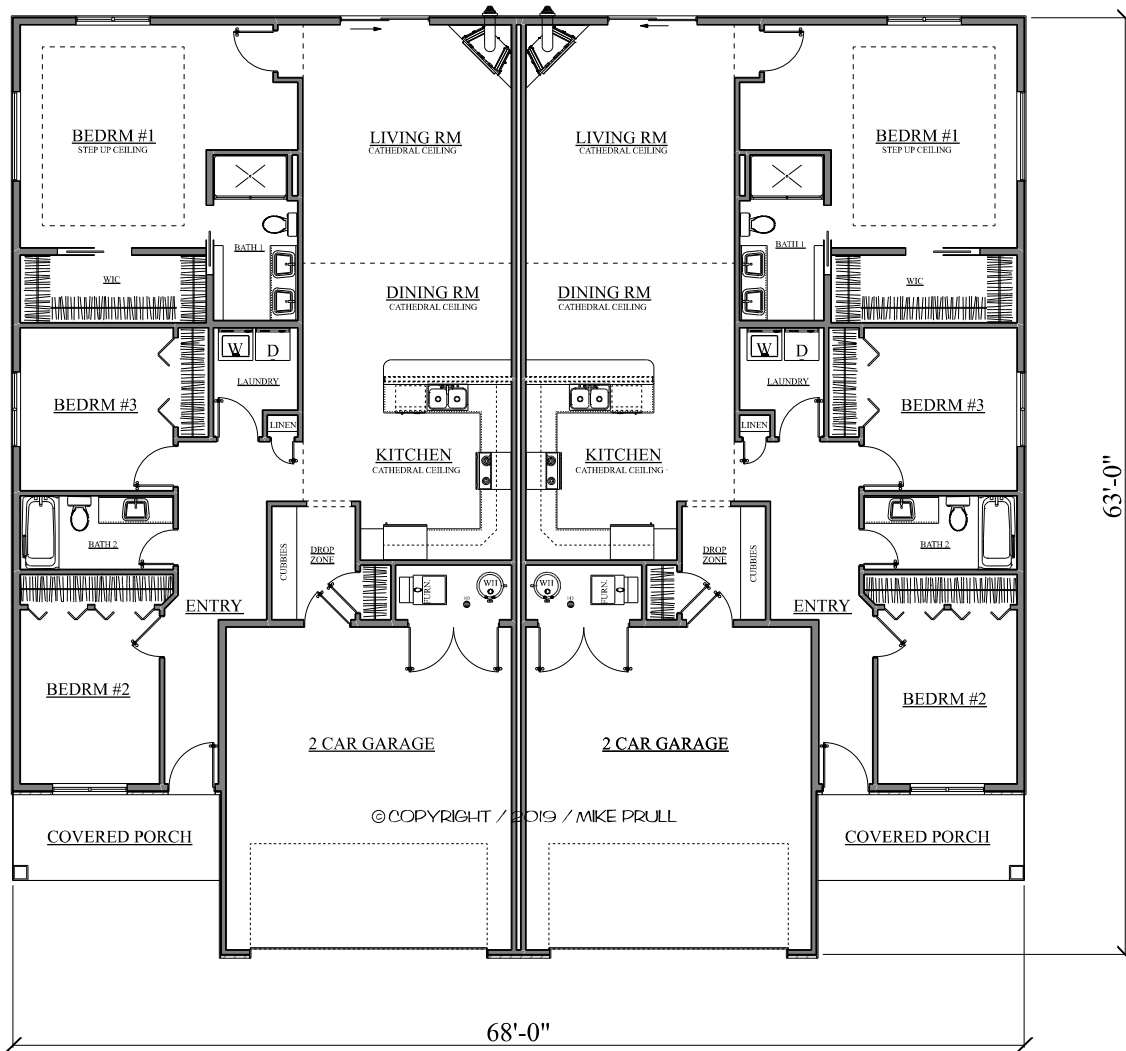 BEDRM #1
STEP UP CEILING
LIVING RM
CATHEDRAL CEILING
LIVING RM
CATHEDRAL CEILING
BEDRM #1
STEP UP CEILING
BATH 1
BATH 1
WIC
WIC
DINING RM
CATHEDRAL CEILING
DINING RM
CATHEDRAL CEILING
W
D
W
D
LAUNDRY
LAUNDRY
BEDRM #3
BEDRM #3
LINEN
LINEN
KITCHEN
CATHEDRAL CEILING
KITCHEN
CATHEDRAL CEILING
63'-0"
BATH 2
BATH 2
CUBBIES
DROP
ZONE
DROP
ZONE
CUBBIES
FURN.
WH
WH
FURN.
ENTRY
ENTRY
BEDRM #2
BEDRM #2
2 CAR GARAGE
2 CAR GARAGE
© COPYRIGHT / 2019 / MIKE PRULL
COVERED PORCH
COVERED PORCH
68'-0"